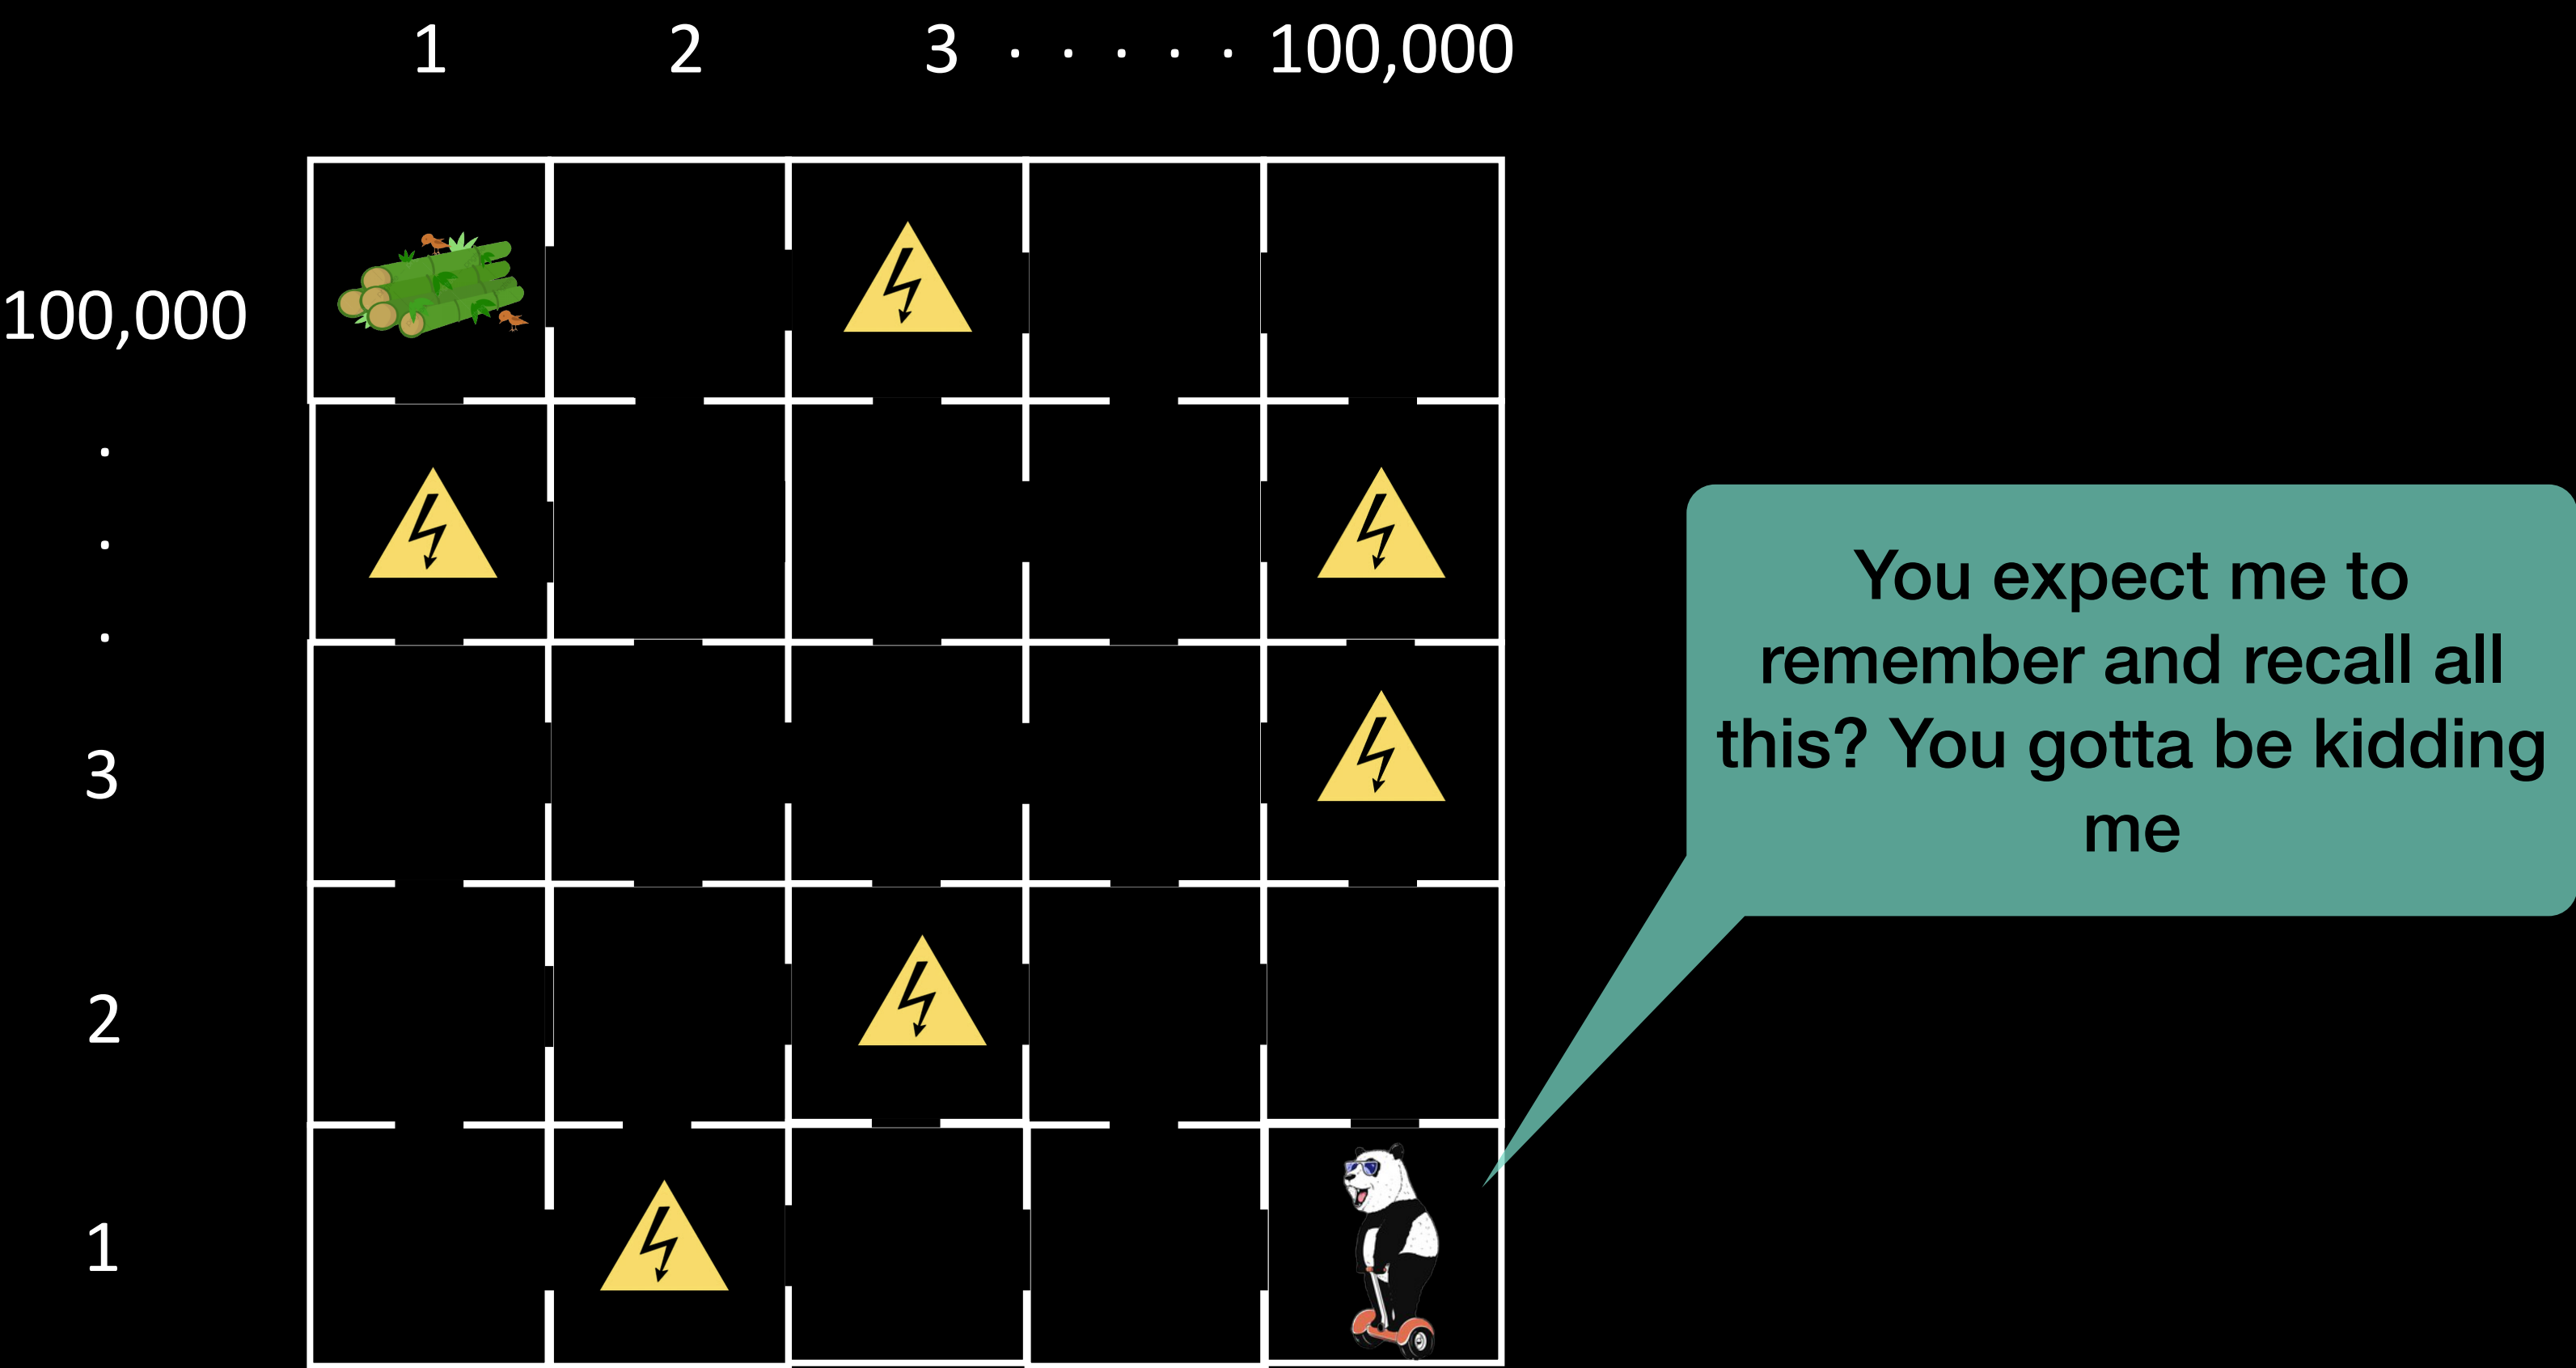 1 2 3 . . . . . 100,000
100,000
.
.
.
3
2
1
You expect me to
remember and recall all
this? You gotta be kidding
me